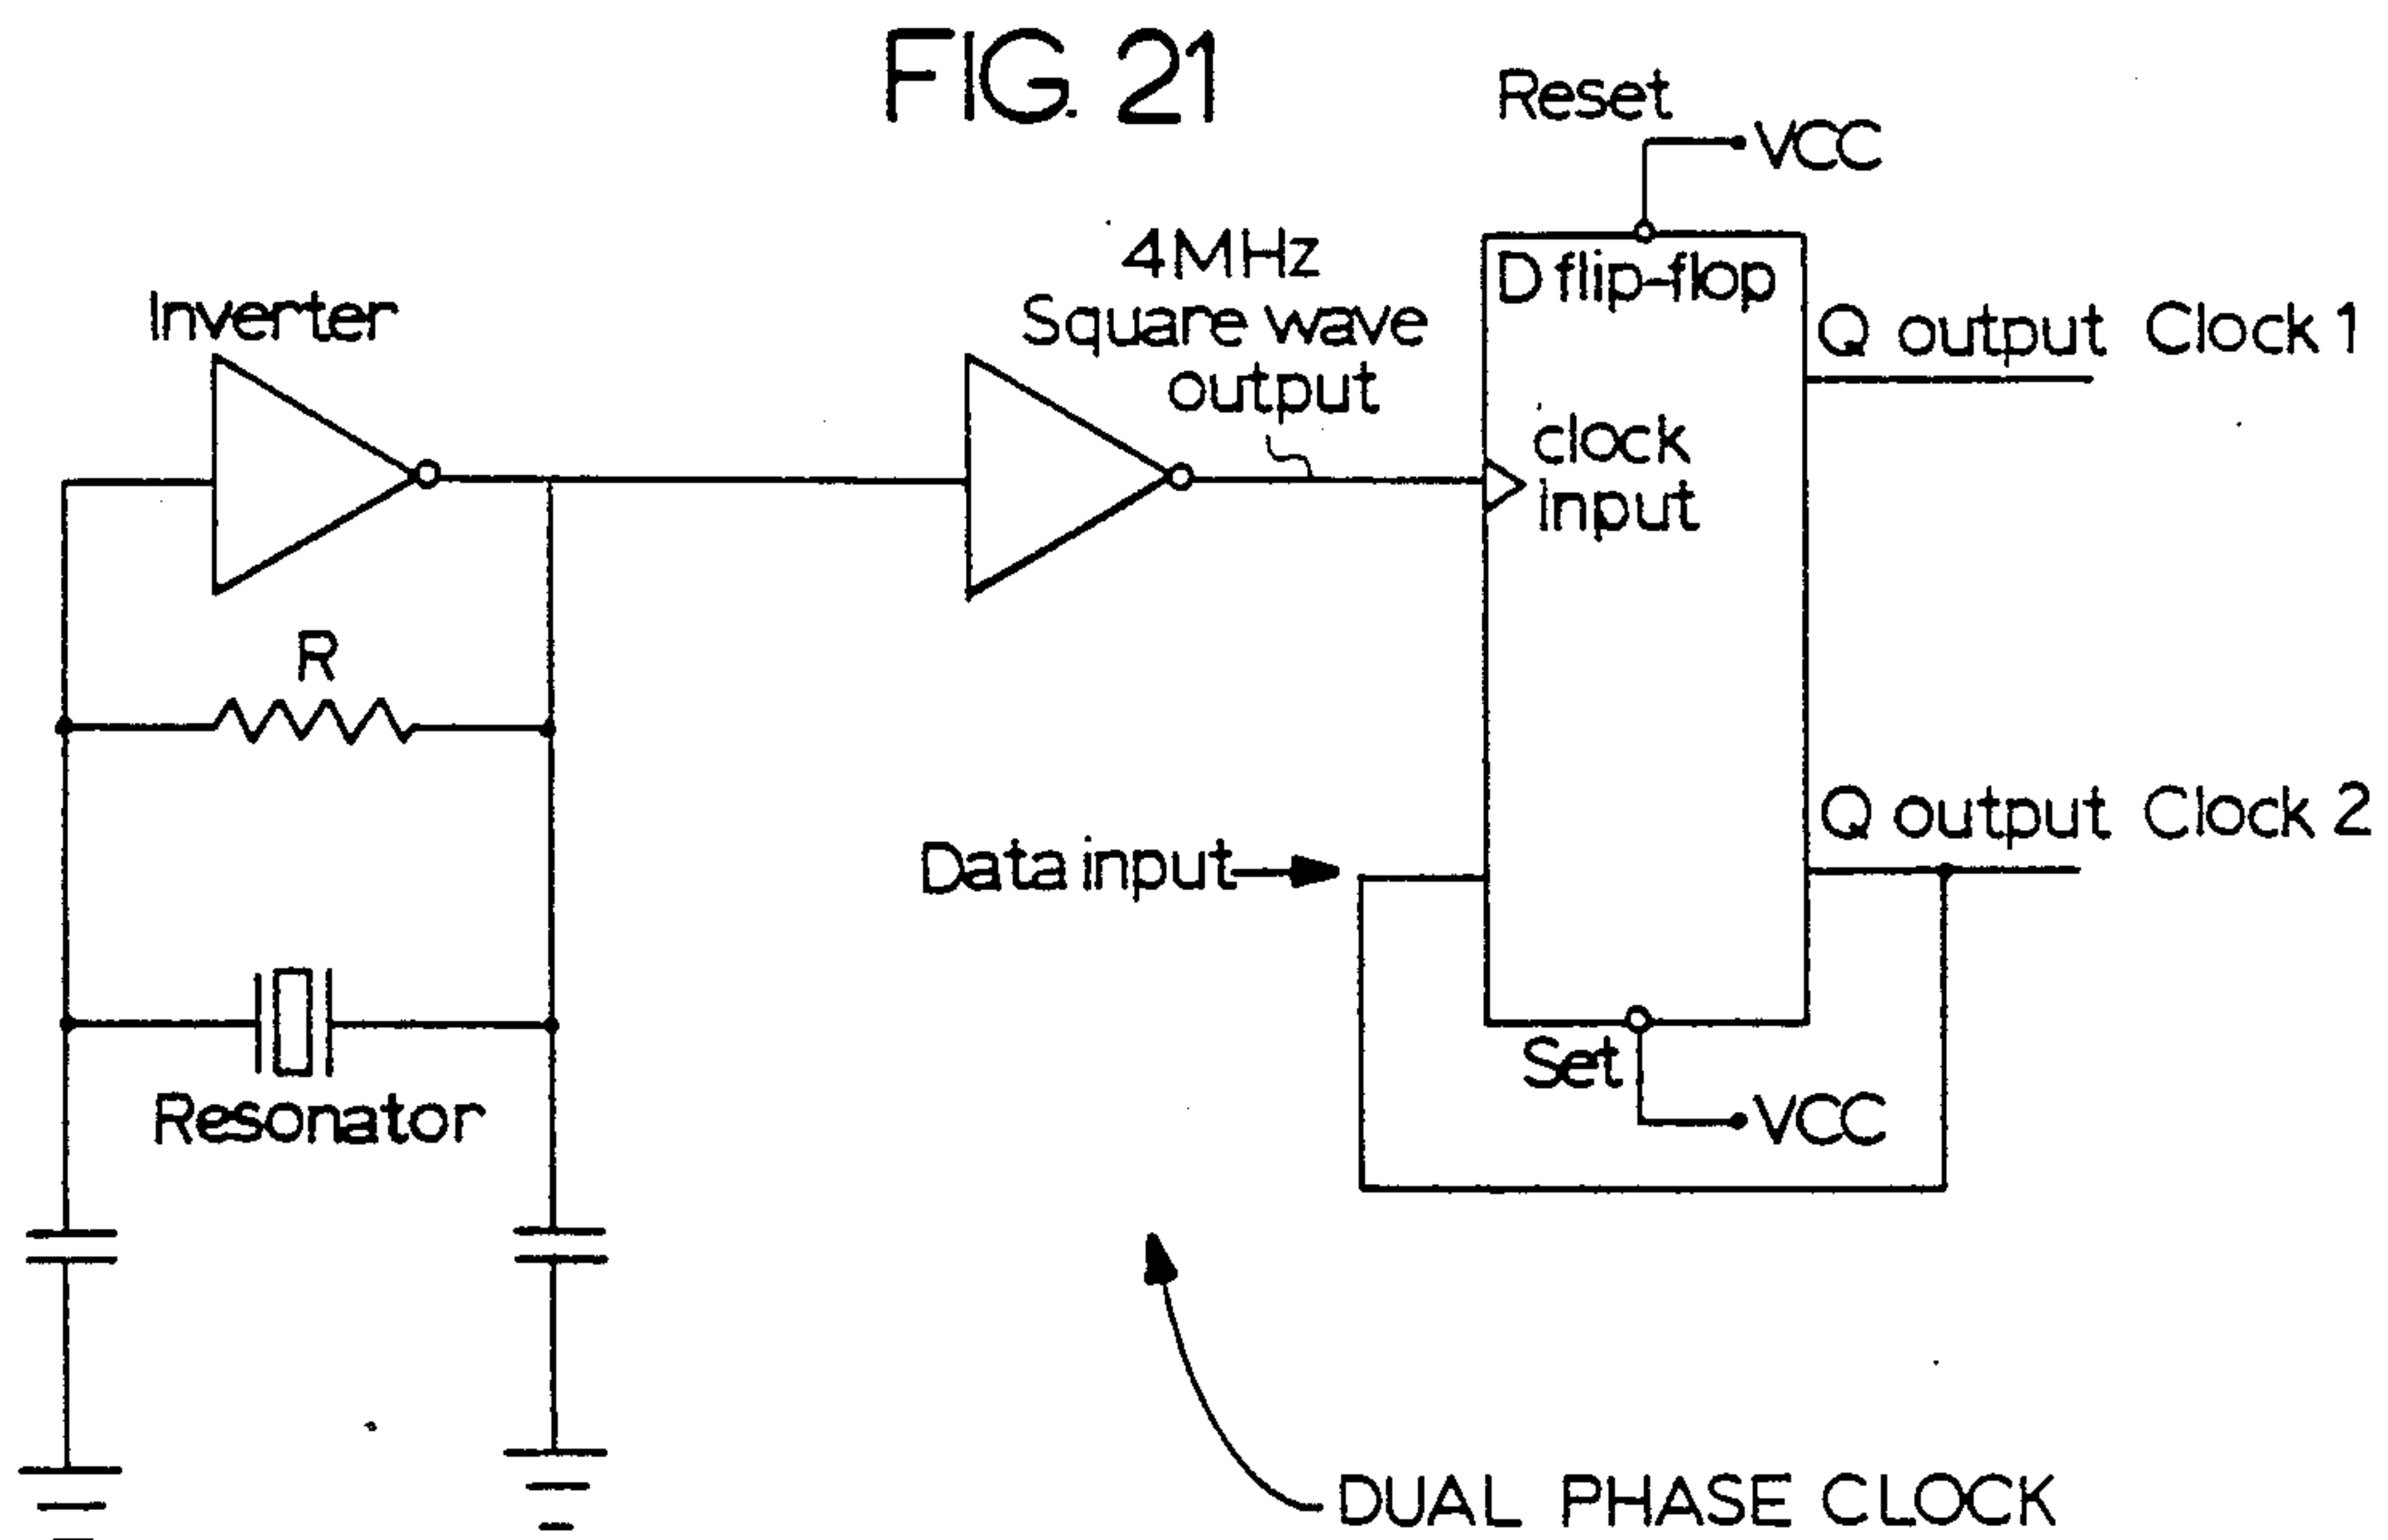 FIG. 21
Reset
VCC
4MHz
Square wave
output
Inverter
D flip-flop
Q output Clock 1
clock
input
R
Data input
Q output Clock 2
Set
VCC
Resonator
DUAL PHASE CLOCK